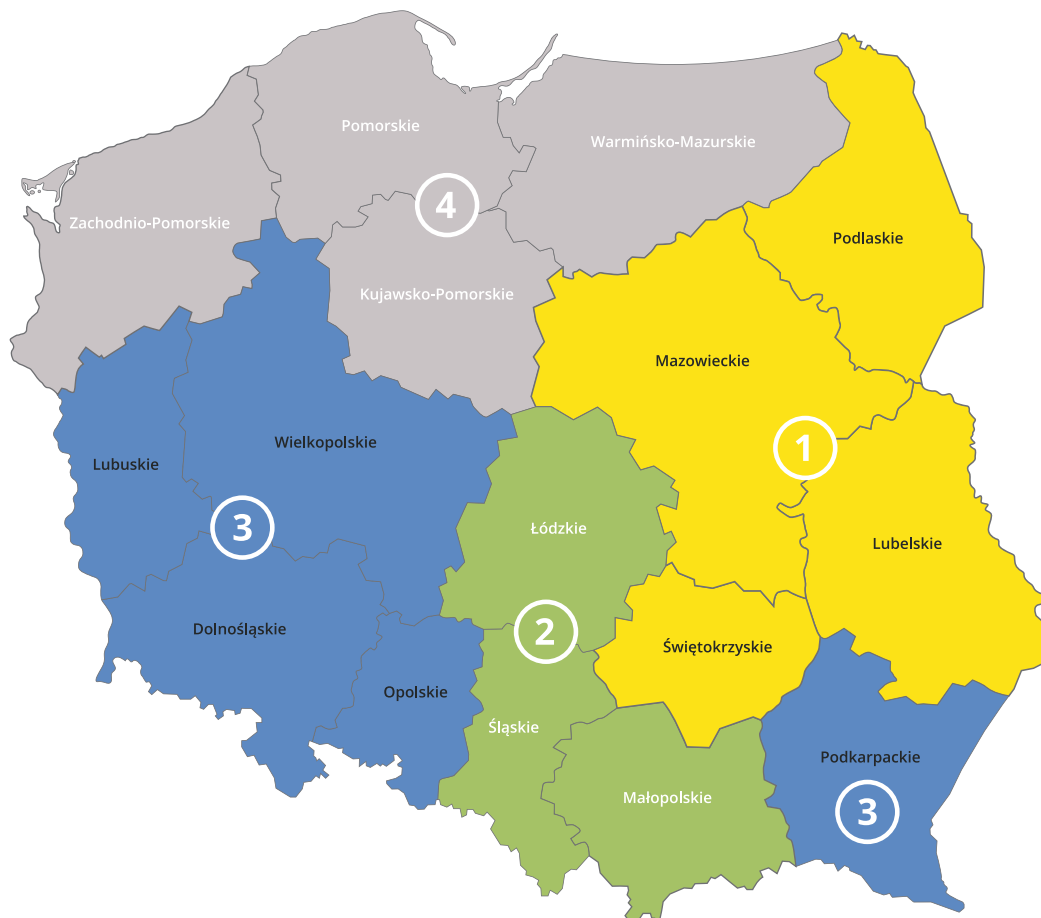 Pomorskie
Warmińsko-Mazurskie
4
Zachodnio-Pomorskie
Podlaskie
Kujawsko-Pomorskie
Mazowieckie
Wielkopolskie
1
Lubuskie
3
Łódzkie
Lubelskie
Dolnośląskie
2
Świętokrzyskie
Opolskie
Śląskie
Podkarpackie
Małopolskie
3